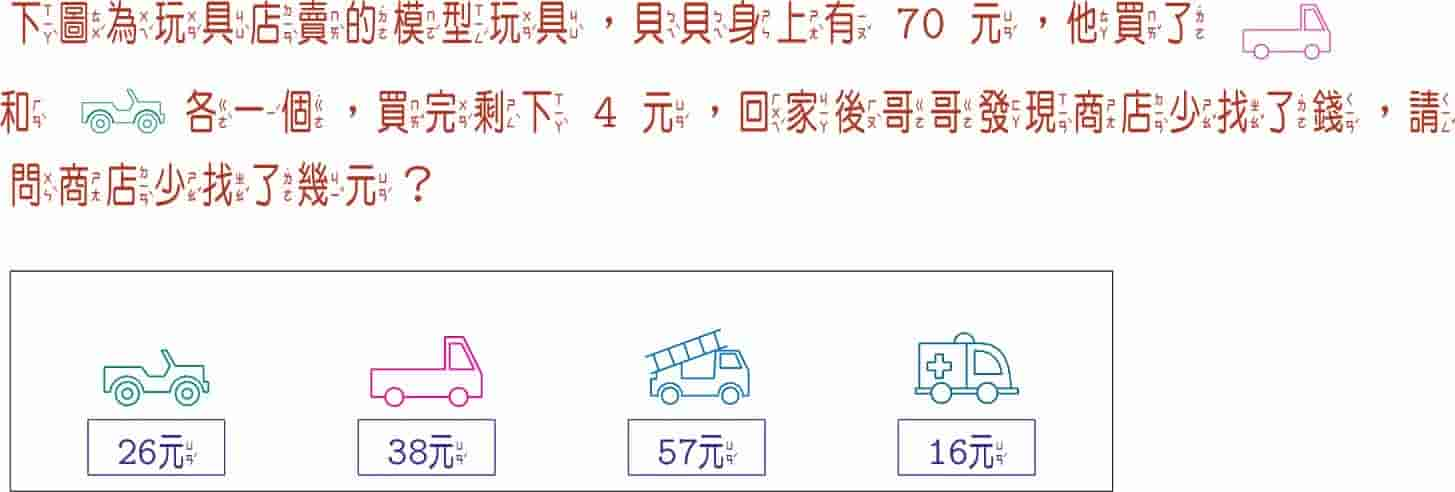 下圖為玩具店賣的模型玩具，貝貝身上有 70 元，他買了
和 各一個，買完剩下 4 元，回家後哥哥發現商店少找了錢，請
問商店少找了幾元？
26元 38元 57元 16元